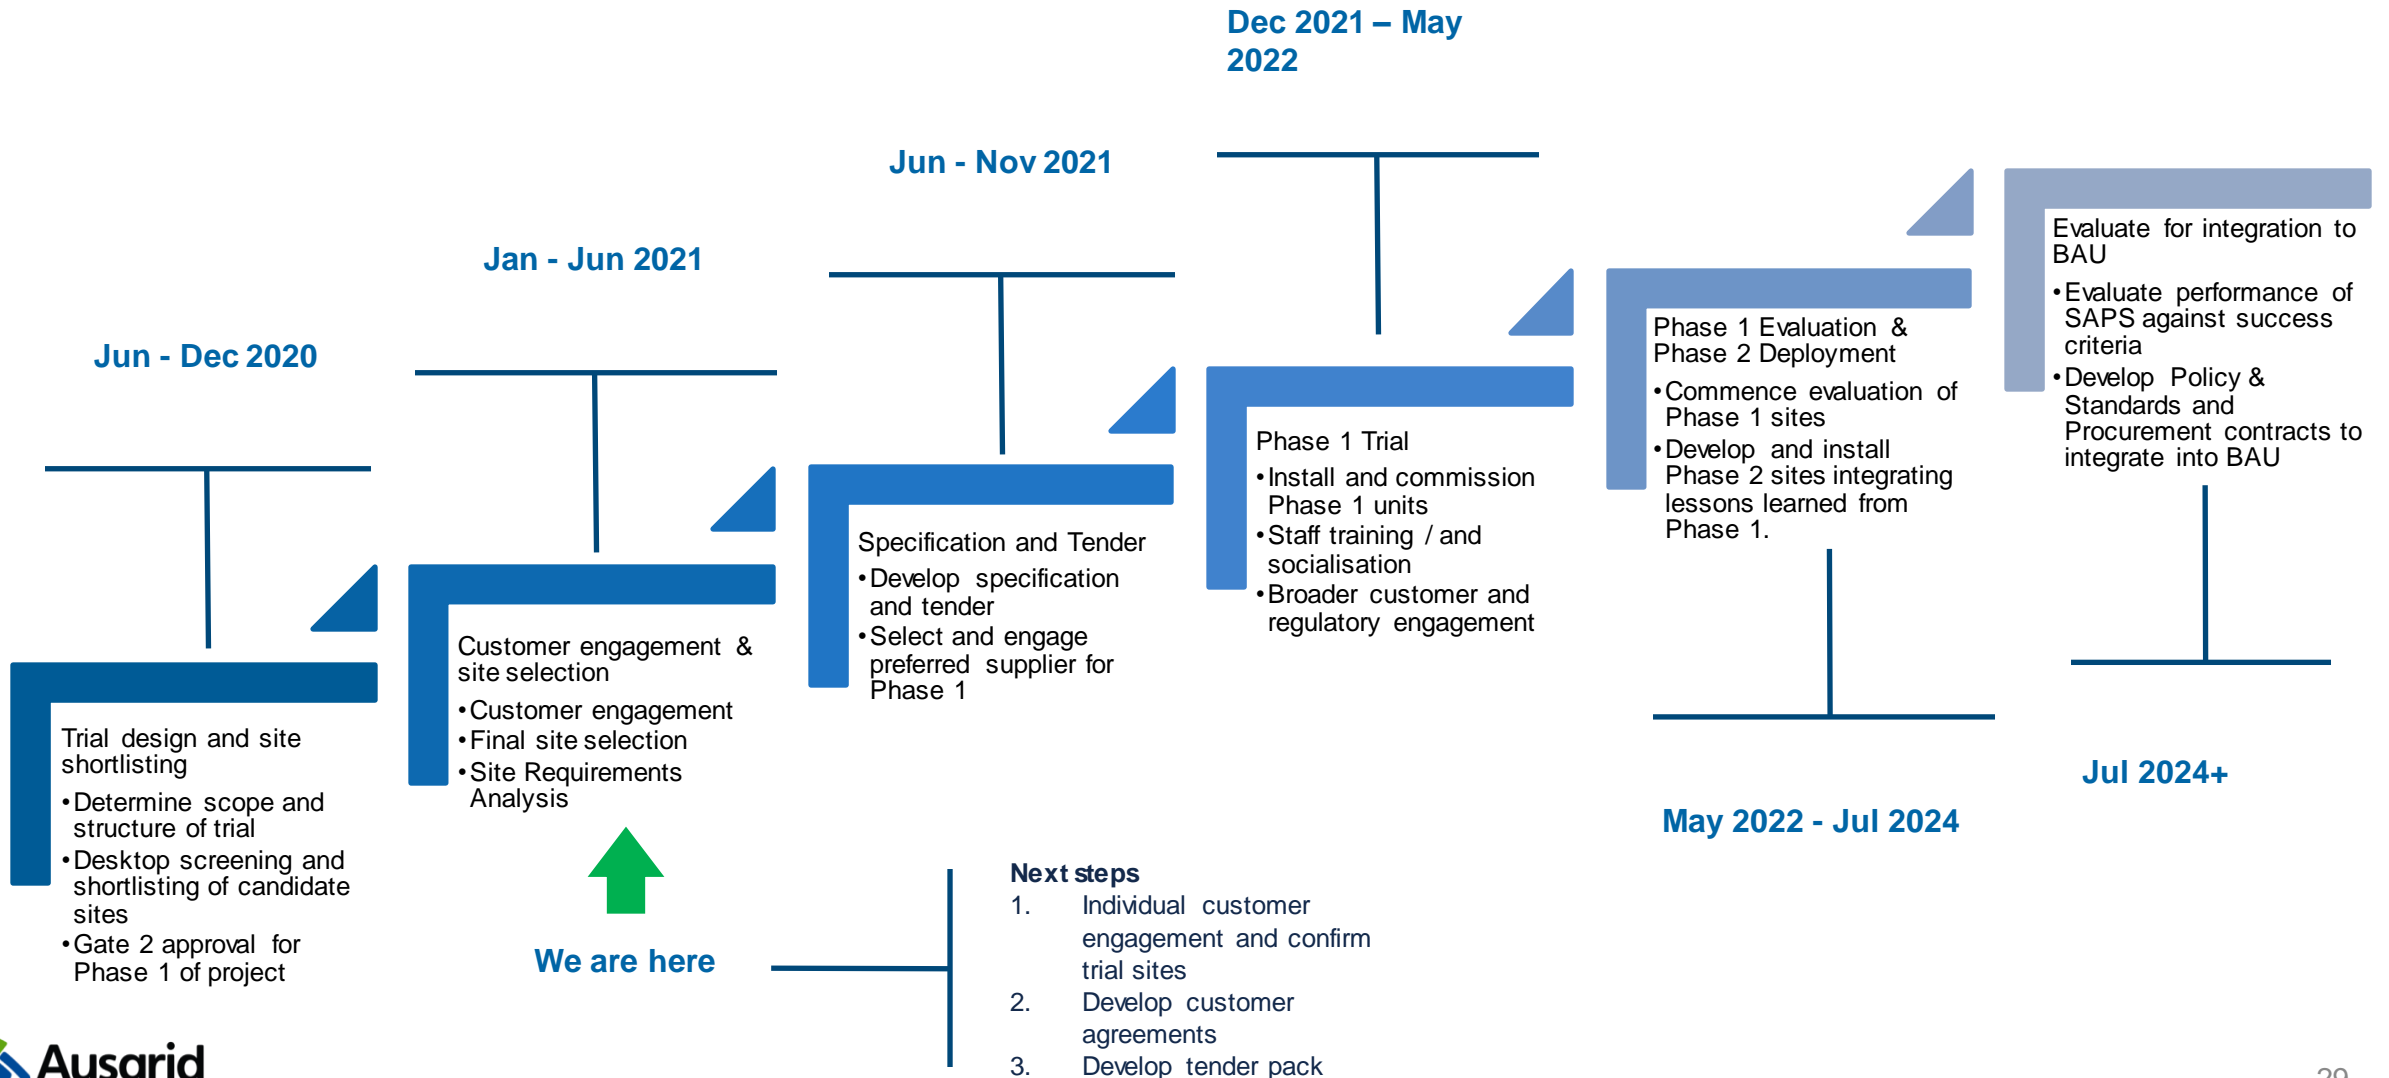 Dec 2021 – May
2022
Jun - Nov 2021
Jan - Jun 2021
Jun - Dec 2020
Trial design and site
shortlisting
•Determine scope and
structure of trial
•Desktop screening and
shortlisting of candidate
sites
•Gate 2 approval for
Phase 1 of project
Customer engagement &
site selection
•Customer engagement
•Final site selection
•Site Requirements
Analysis
Specification and Tender
•Develop specification
and tender
•Select and engage
preferred supplier for
Phase 1
Phase 1 Trial
•Install and commission
Phase 1 units
•Staff training / and
socialisation
•Broader customer and
regulatory engagement
Phase 1 Evaluation &
Phase 2 Deployment
•Commence evaluation of
Phase 1 sites
•Develop and install
Phase 2 sites integrating
lessons learned from
Phase 1.
Evaluate for integration to
BAU
•Evaluate performance of
SAPS against success
criteria
•Develop Policy &
Standards and
Procurement contracts to
integrate into BAU
Jul 2024+
May 2022 - Jul 2024
We are here
Next steps
1. Individual customer
engagement and confirm
trial sites
2. Develop customer
agreements
3. Develop tender pack
Ausgrid
29